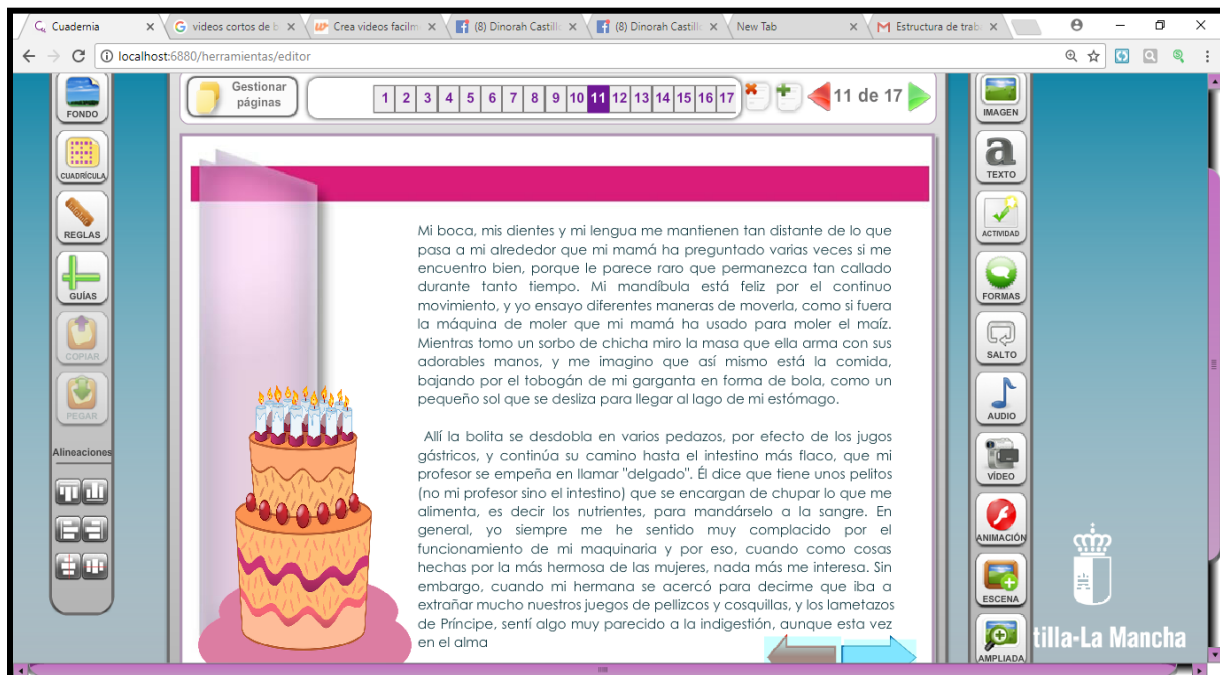 Cuadernia
videos cortos de b
Crea videos facilm
(8) Dinorah Castill
(8) Dinorah Castill
New Tab
Estructura de trab
localhost:6880/herramientas/editor
FONDO
CUADRÍCULA
REGLAS
GUÍAS
COPIAR
PEGAR
Alineaciones
Gestionar
páginas
1 2 3 4 5 6 7 8 9 10 11 12 13 14 15 16 17
11 de 17
Mi boca, mis dientes y mi lengua me mantienen tan distante de lo que
pasa a mi alrededor que mi mamá ha preguntado varias veces si me
encuentro bien, porque le parece raro que permanezca tan callado
durante tanto tiempo. Mi mandíbula está feliz por el continuo
movimiento, y yo ensayo diferentes maneras de moverla, como si fuera
la máquina de moler que mi mamá ha usado para moler el maíz.
Mientras tomo un sorbo de chicha miro la masa que ella arma con sus
adorables manos, y me imagino que así mismo está la comida,
bajando por el tobogán de mi garganta en forma de bola, como un
pequeño sol que se desliza para llegar al lago de mi estómago.
Allí la bolita se desdobla en varios pedazos, por efecto de los jugos
gástricos, y continúa su camino hasta el intestino más flaco, que mi
profesor se empeña en llamar "delgado". Él dice que tiene unos pelitos
(no mi profesor sino el intestino) que se encargan de chupar lo que me
alimenta, es decir los nutrientes, para mandárselo a la sangre. En
general, yo siempre me he sentido muy complacido por el
funcionamiento de mi maquinaria y por eso, cuando como cosas
hechas por la más hermosa de las mujeres, nada más me interesa. Sin
embargo, cuando mi hermana se acercó para decirme que iba a
extrañar mucho nuestros juegos de pellizcos y cosquillas, y los lametazos
de Príncipe, sentí algo muy parecido a la indigestión, aunque esta vez
en el alma
IMAGEN
a
TEXTO
ACTIVIDAD
FORMAS
SALTO
AUDIO
VÍDEO
ANIMACIÓN
ESCENA
AMPLIADA
tilla-La Mancha